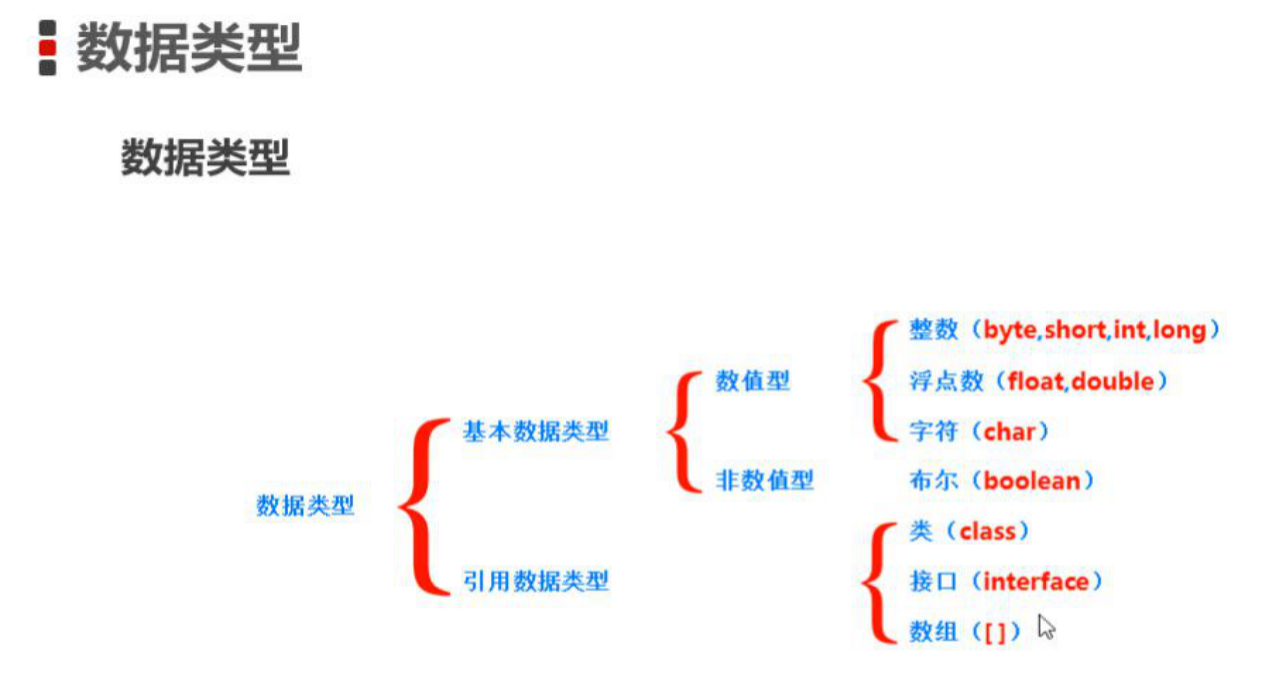 数据类型
数据类型
整数（byte,short,int,long）
数值型
浮点数（float,double）
基本数据类型
字符（char）
非数值型
布尔（boolean）
数据类型
类（class）
引用数据类型
接口（interface）
数组（[ ]）